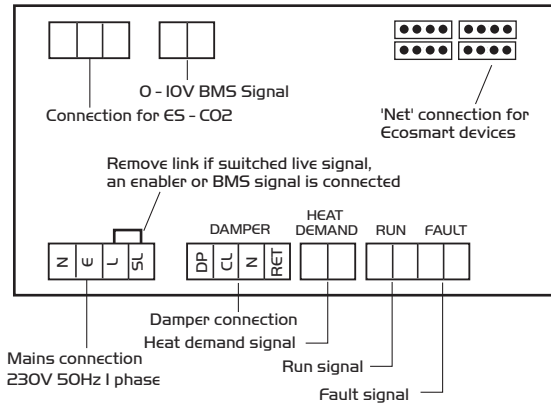 0 - 10V BMS Signal
Connection for ES - CO2
'Net' connection for
Ecosmart devices
Remove link if switched live signal,
an enabler or BMS signal is connected
DAMPER
HEAT
DEMAND
RUN
FAULT
N
E
L
SL
DP
CL
N
RET
Damper connection
Heat demand signal
Mains connection
230V 50Hz 1 phase
Run signal
Fault signal